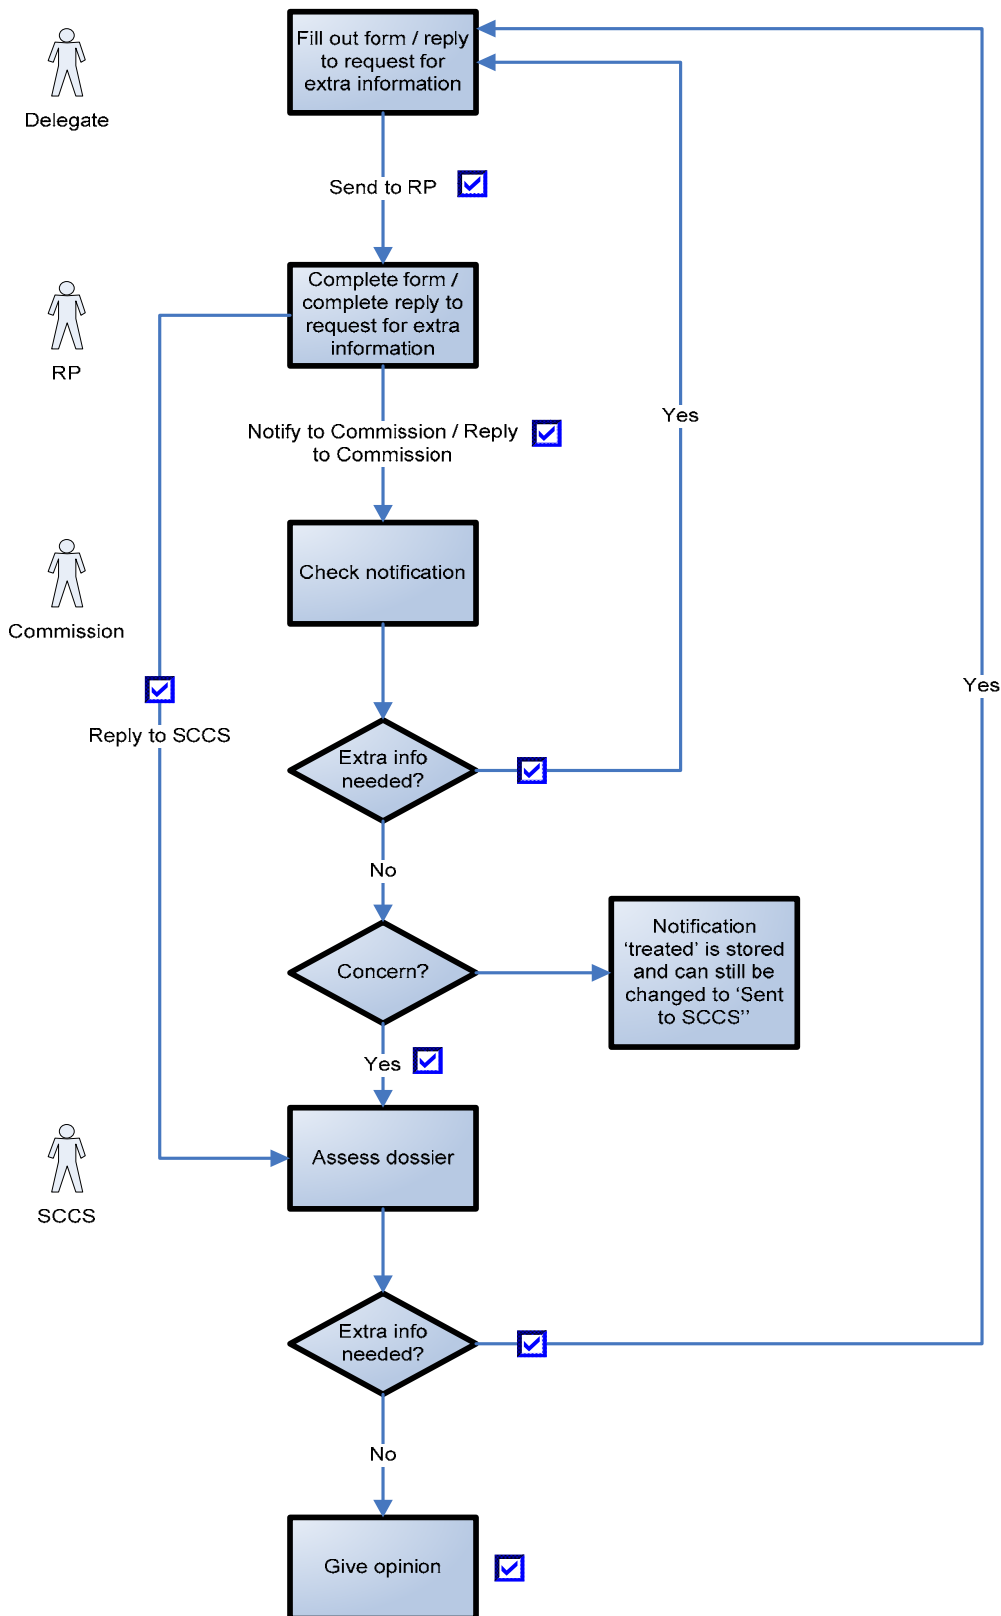 Fill out form / reply
to request for
extra information
Delegate
Send to RP
Complete form /
complete reply to
request for extra
information
RP
Yes
Notify to Commission / Reply
to Commission
Check notification
Commission
Yes
Reply to SCCS
Extra info
needed?
No
Notification
‘treated’ is stored
and can still be
changed to ‘Sent
to SCCS’’
Concern?
Yes
Assess dossier
SCCS
Extra info
needed?
No
Give opinion